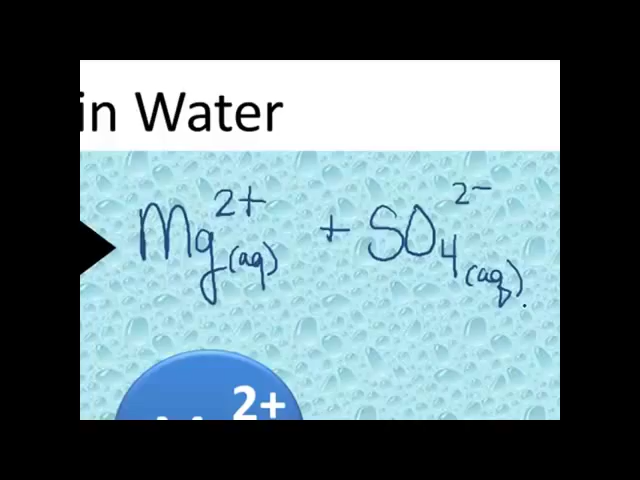 in Water
Mg²⁺(aq) + SO₄²⁻(aq)
2+